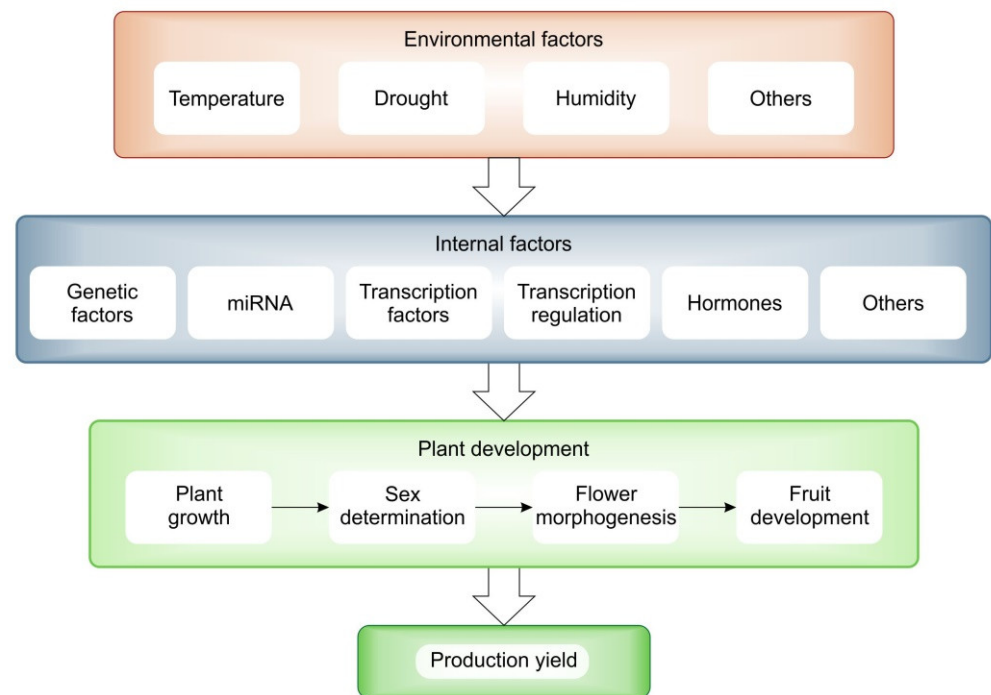 Environmental factors
Temperature
Drought
Humidity
Others
Internal factors
Genetic
factors
miRNA
Transcription
factors
Transcription
regulation
Hormones
Others
Plant development
Plant
growth
Sex
determination
Flower
morphogenesis
Fruit
development
Production yield